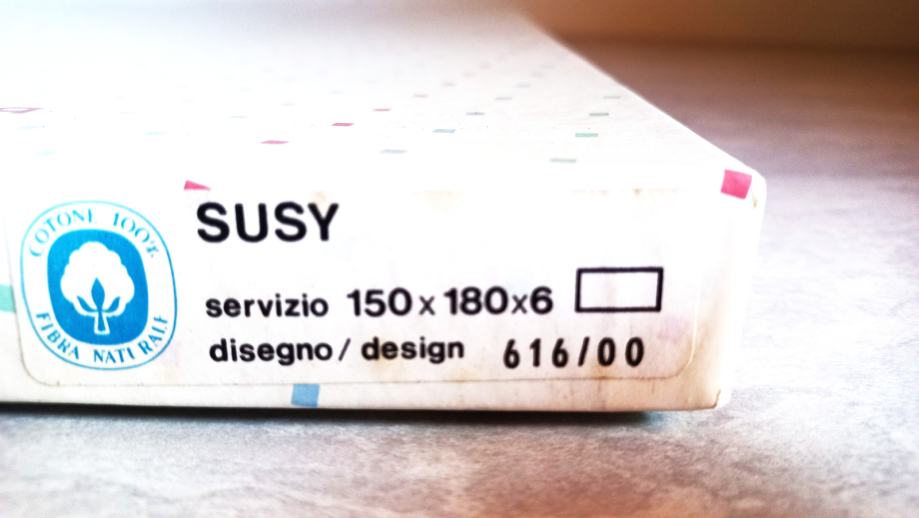 COTONE 100%
FIBRA NATURALE
SUSY
servizio 150x180x6
disegno/design 616/00